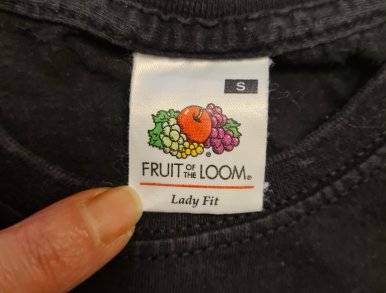 S
FRUIT OF THE LOOM®
Lady Fit